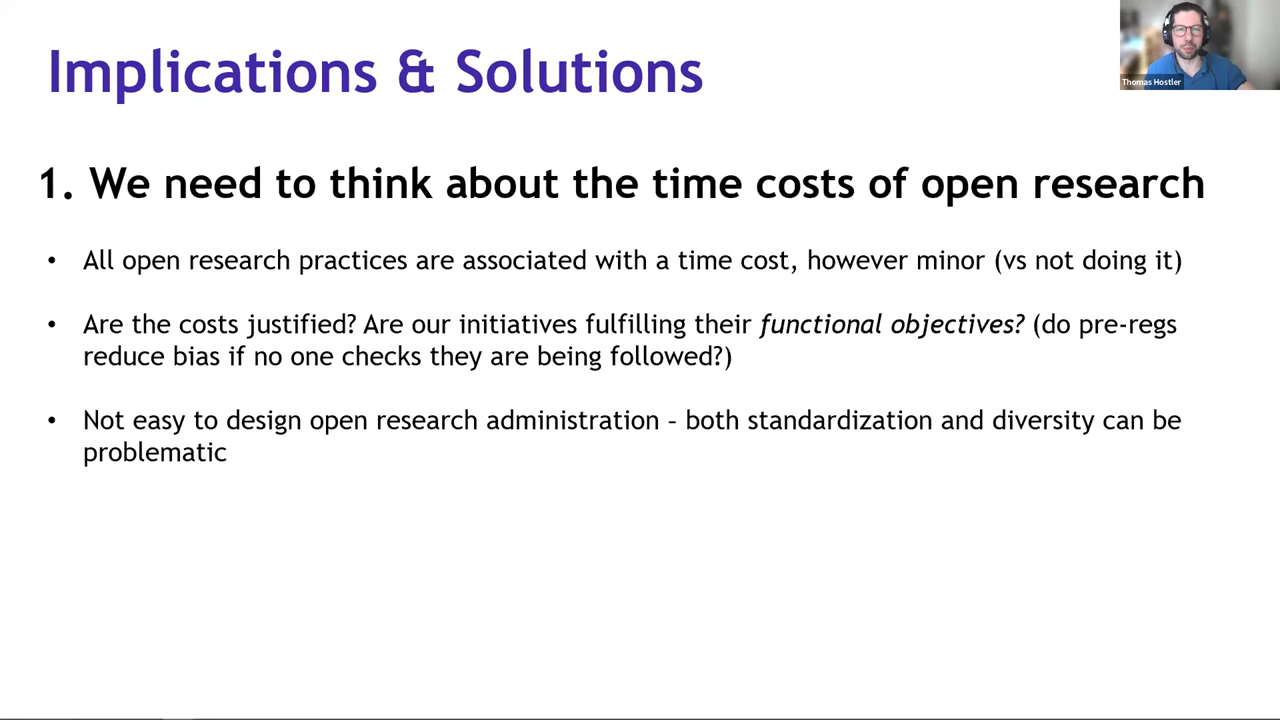 Implications & Solutions
Thomas Hostler
1. We need to think about the time costs of open research
• All open research practices are associated with a time cost, however minor (vs not doing it)
• Are the costs justified? Are our initiatives fulfilling their functional objectives? (do pre-regs
reduce bias if no one checks they are being followed?)
• Not easy to design open research administration – both standardization and diversity can be
problematic